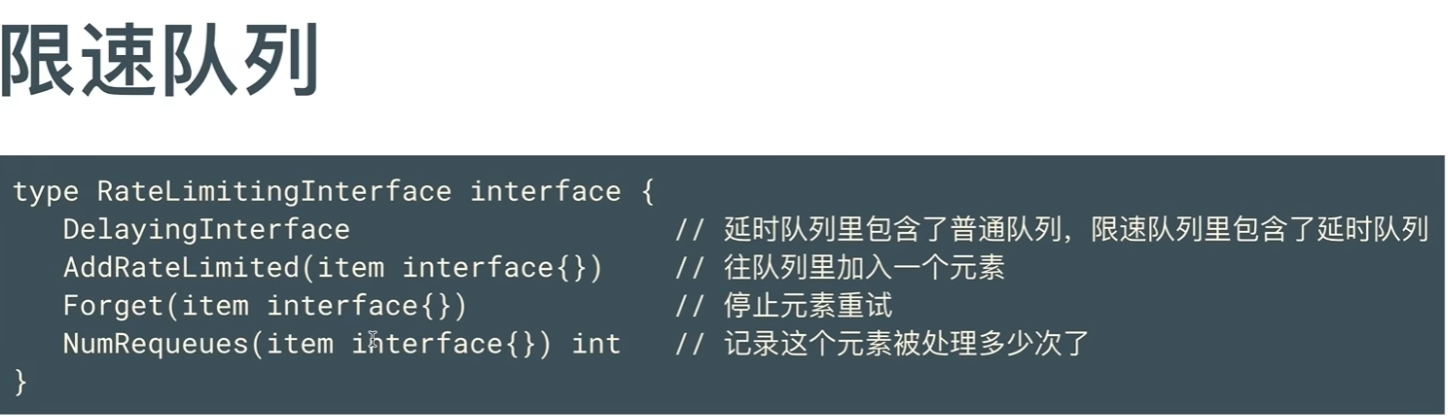 限速队列
type RateLimitingInterface interface {
DelayingInterface // 延时队列里包含了普通队列，限速队列里包含了延时队列
AddRateLimited(item interface{}) // 往队列里加入一个元素
Forget(item interface{}) // 停止元素重试
NumRequeues(item interface{}) int // 记录这个元素被处理多少次了
}